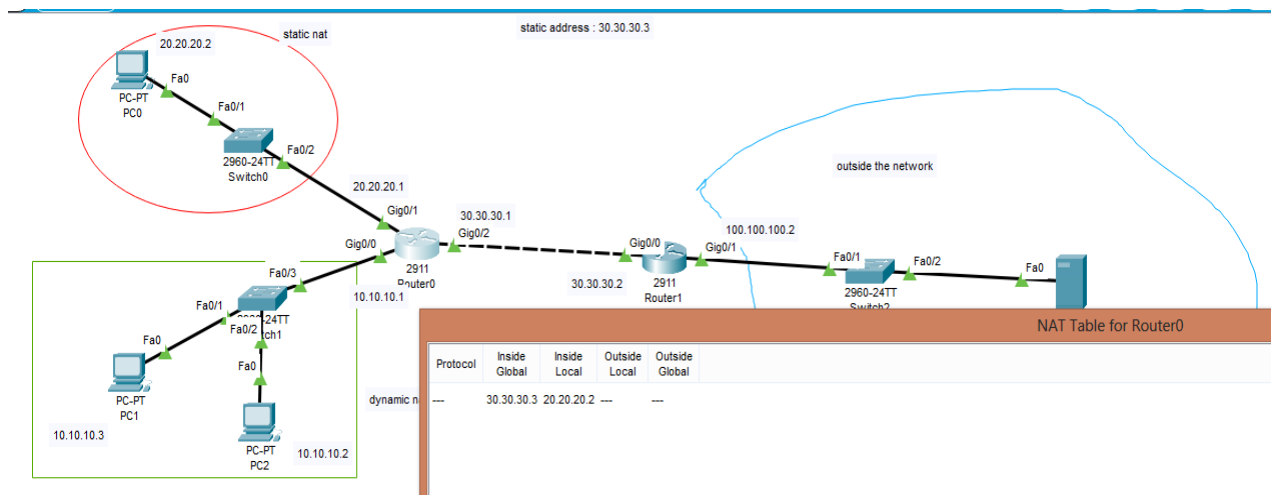 static address : 30.30.30.3
20.20.20.2
static nat
Fa0
PC-PT
PC0
Fa0/1
2960-24TT
Switch0
Fa0/2
outside the network
20.20.20.1
Gig0/1
30.30.30.1
Gig0/2
Gig0/0
2911
10.10.10.1
Gig0/0
2911
Router1
30.30.30.2
Gig0/1
100.100.100.2
Fa0/1
2960-24TT
Fa0/2
Fa0
Fa0/3
Fa0/1
Fa0/2
Fa0
PC-PT
PC1
10.10.10.3
Fa0
PC-PT
PC2
10.10.10.2
dynamic
NAT Table for Router0
Protocol Inside Global Inside Local Outside Local Outside Global
--- 30.30.30.3 20.20.20.2 --- ---